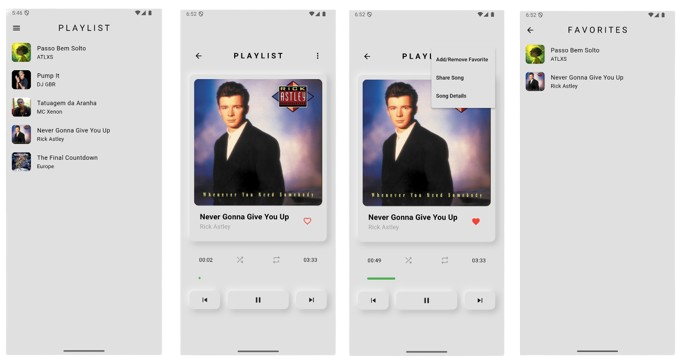 5:46
PLAYLIST
Passo Bem Solto
ATLXS
Pump It
DJ GBR
Tatuagem da Aranha
MC Xenon
Never Gonna Give You Up
Rick Astley
The Final Countdown
Europe
6:52
PLAYLIST
RICK
ASTLEY
Whenever You Need Somebody
Never Gonna Give You Up
Rick Astley
00:02
03:33
6:52
PLAYL
Add/Remove Favorite
Share Song
Song Details
Whenever You Need Somebody
Never Gonna Give You Up
Rick Astley
00:49
03:33
6:52
FAVORITES
Passo Bem Solto
ATLXS
Never Gonna Give You Up
Rick Astley